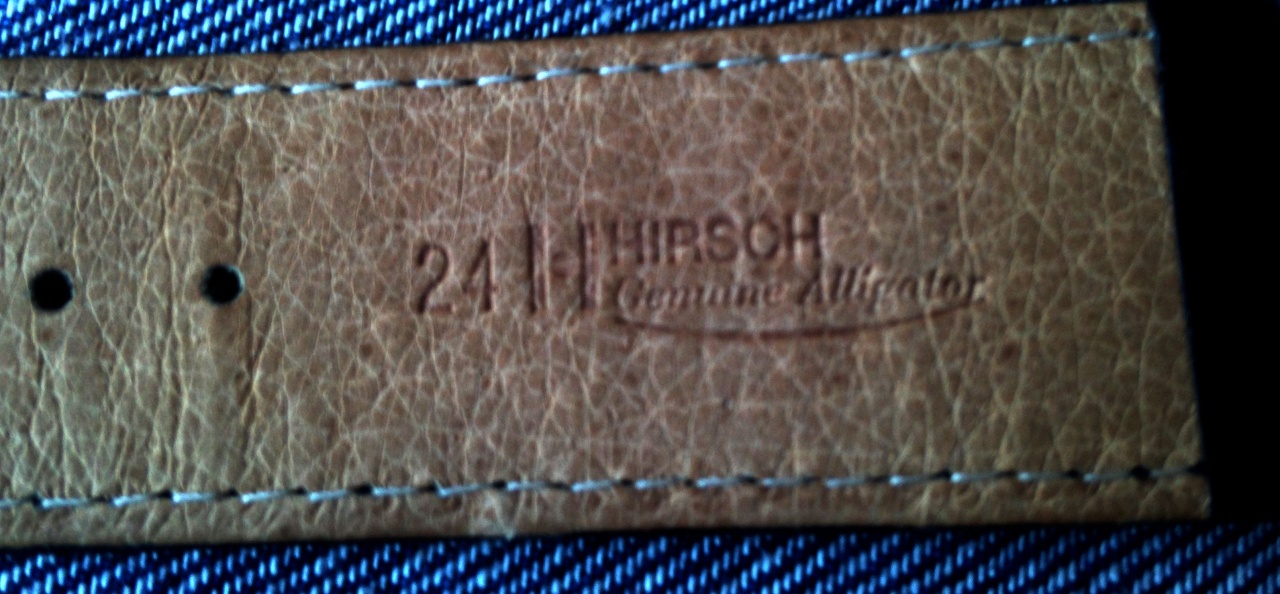 24 H HIRSCH
Genuine Alligator